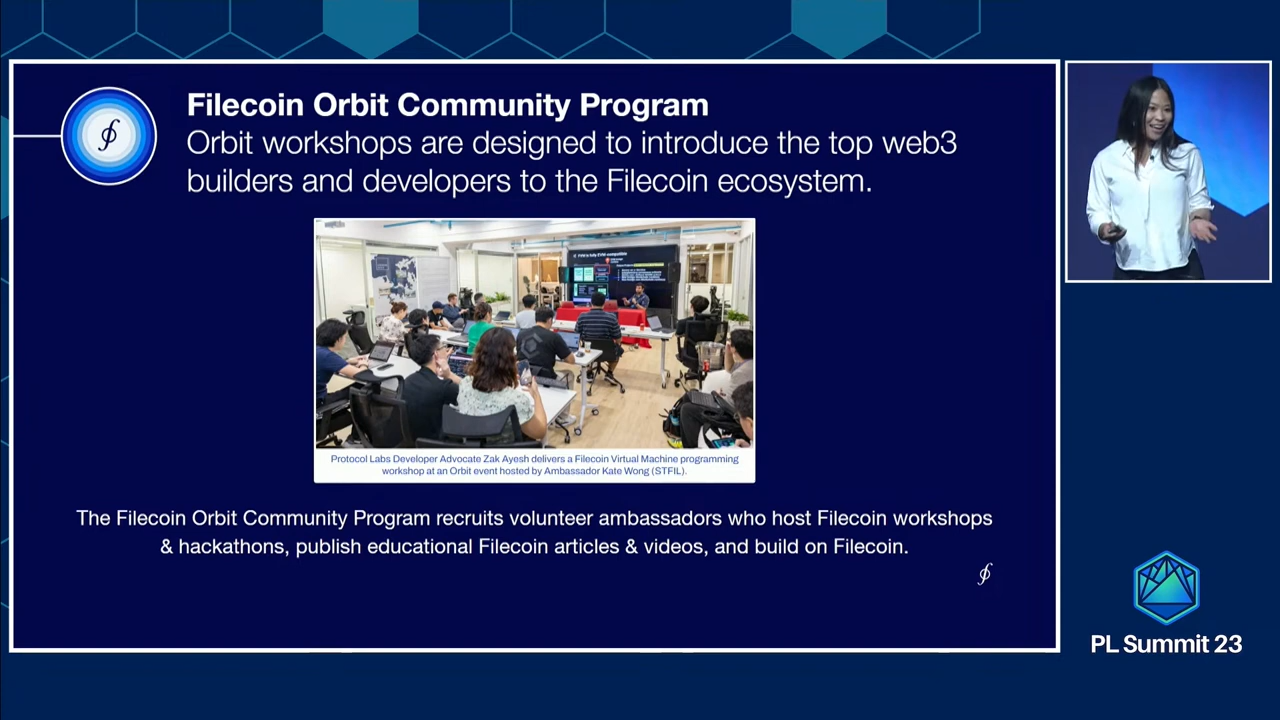 Filecoin Orbit Community Program
Orbit workshops are designed to introduce the top web3
builders and developers to the Filecoin ecosystem.
Protocol Labs Developer Advocate Zak Ayesh delivers a Filecoin Virtual Machine programming
workshop at an Orbit event hosted by Ambassador Kate Wong (STFIL).
The Filecoin Orbit Community Program recruits volunteer ambassadors who host Filecoin workshops
& hackathons, publish educational Filecoin articles & videos, and build on Filecoin.
PL Summit 23